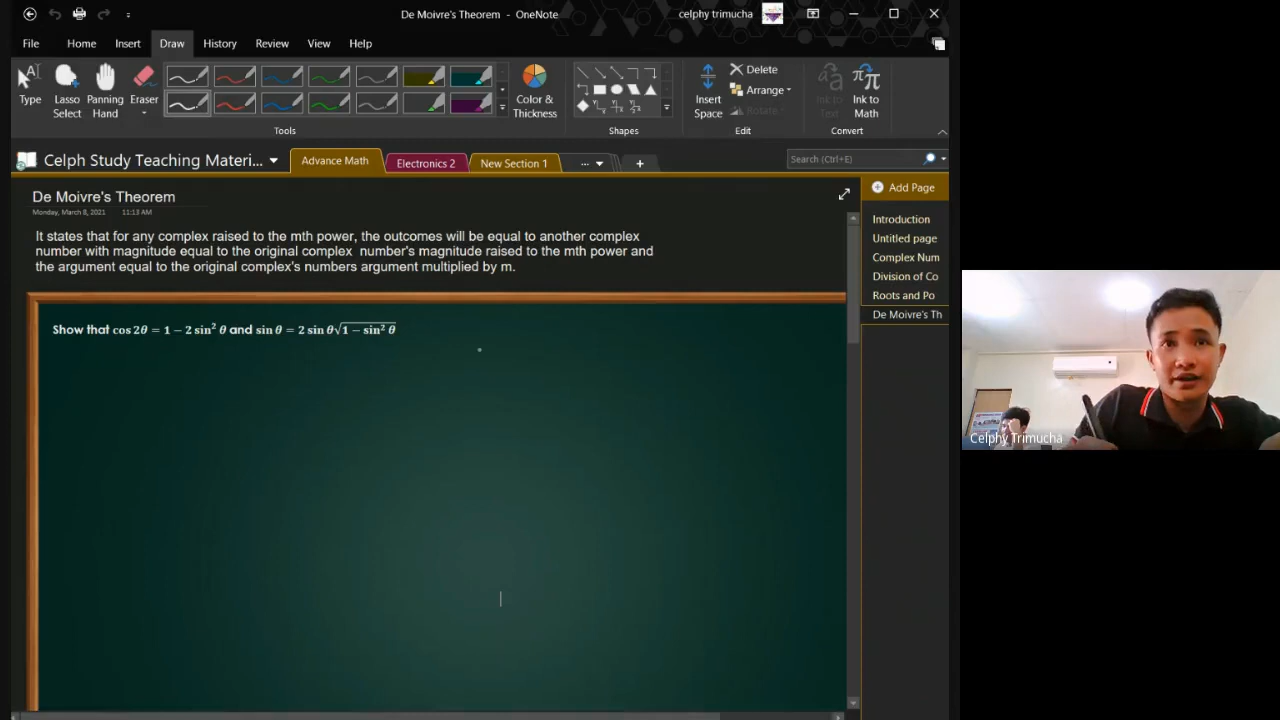 De Moivre's Theorem - OneNote
celphy trimucha
File Home Insert Draw History Review View Help
Type
Lasso Select
Panning Hand
Eraser
Color & Thickness
Insert Space
Delete
Arrange
Rotate
Ink to Text
Ink to Math
Tools Shapes Edit Convert
Celph Study Teaching Materi...
Advance Math
Electronics 2
New Section 1
...
Search (Ctrl+E)
De Moivre's Theorem
Monday, March 8, 2021 11:13 AM
It states that for any complex raised to the mth power, the outcomes will be equal to another complex
number with magnitude equal to the original complex number's magnitude raised to the mth power and
the argument equal to the original complex's numbers argument multiplied by m.
Show that cos 2θ = 1 − 2 sin² θ and sin θ = 2 sin θ√1 − sin² θ
Add Page
Introduction
Untitled page
Complex Num
Division of Co
Roots and Po
De Moivre's Th
Celphy Trimucha